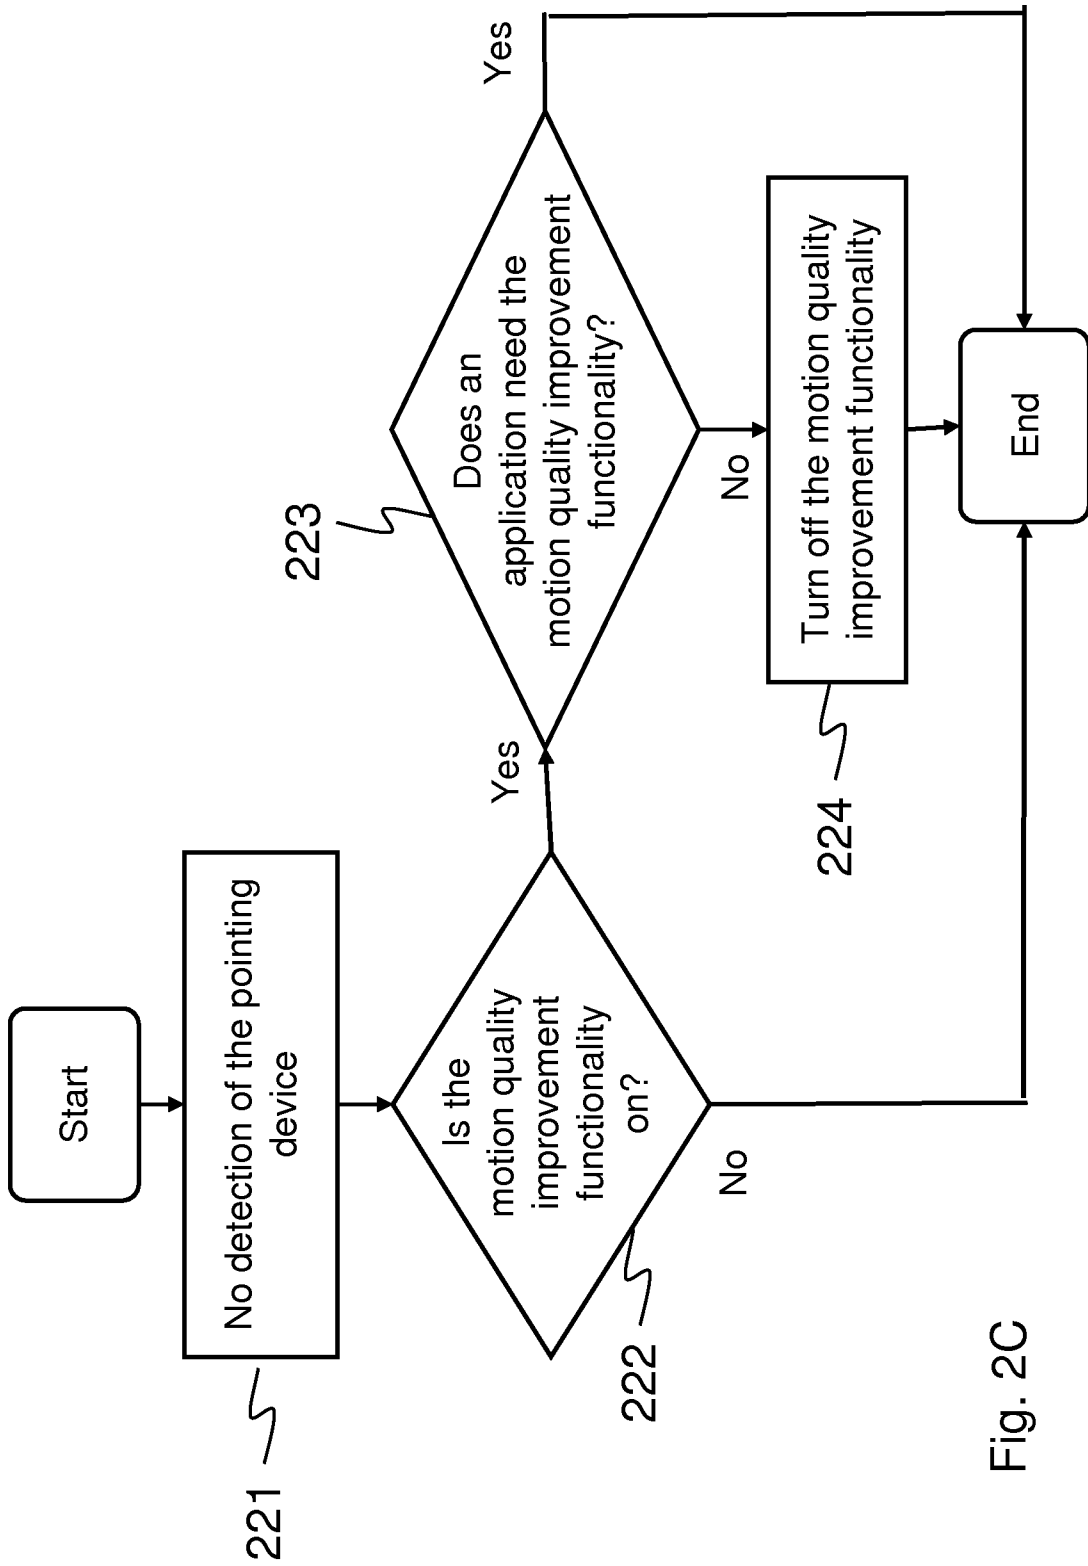 Start
No detection of the pointing
device
221
Is the
motion quality
improvement
functionality
on?
222
Yes
No
Does an
application need the
motion quality improvement
functionality?
223
Yes
No
Turn off the motion quality
improvement functionality
224
End
Fig. 2C